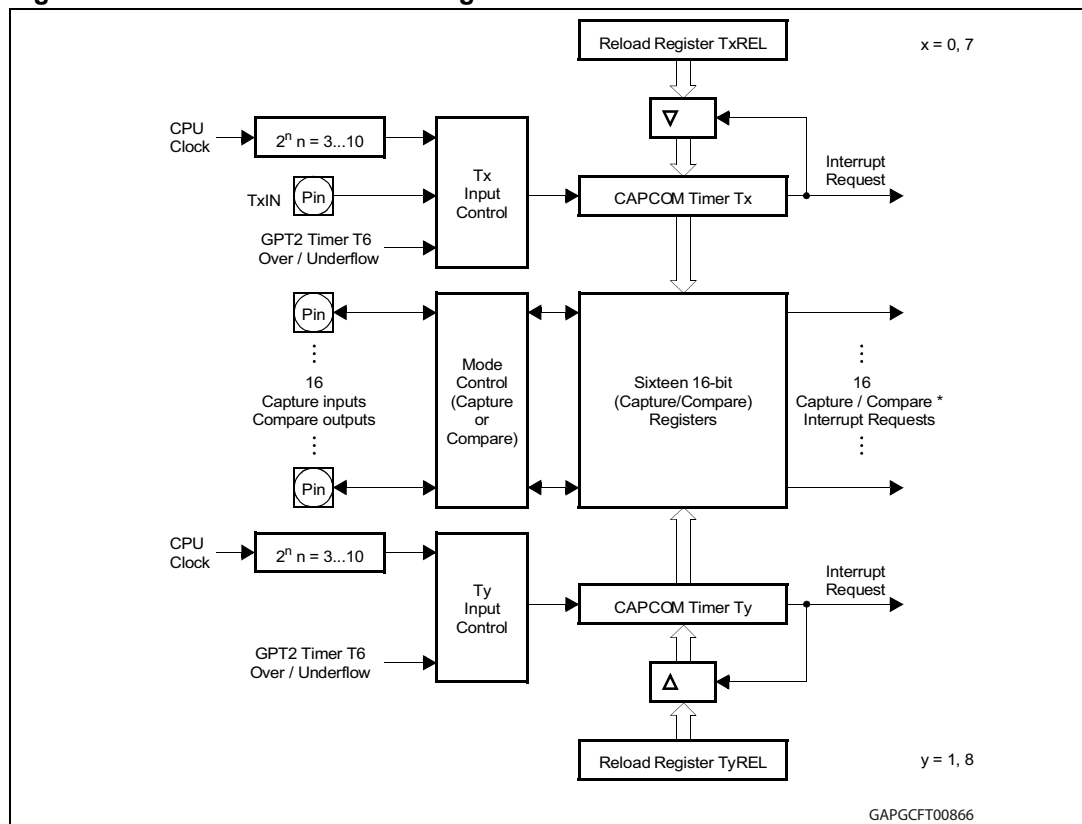 Reload Register TxREL
x = 0, 7
CPU
Clock
2ⁿ n = 3...10
TxIN
Pin
GPT2 Timer T6
Over / Underflow
Tx
Input
Control
CAPCOM Timer Tx
Interrupt
Request
Pin
16
Capture inputs
Compare outputs
Pin
Mode
Control
(Capture
or
Compare)
Sixteen 16-bit
(Capture/Compare)
Registers
16
Capture / Compare *
Interrupt Requests
CPU
Clock
2ⁿ n = 3...10
GPT2 Timer T6
Over / Underflow
Ty
Input
Control
CAPCOM Timer Ty
Interrupt
Request
Reload Register TyREL
y = 1, 8
GAPGCFT00866